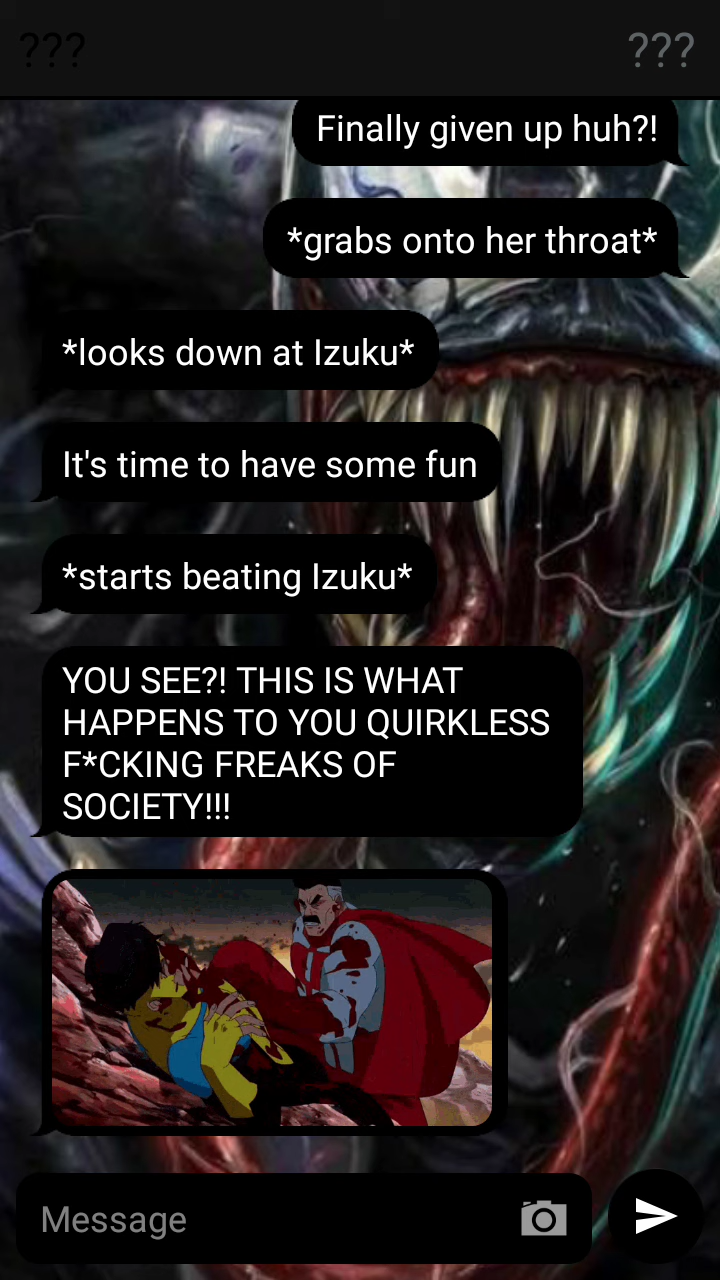 ??? ???
Finally given up huh?!
*grabs onto her throat*
*looks down at Izuku*
It's time to have some fun
*starts beating Izuku*
YOU SEE?! THIS IS WHAT
HAPPENS TO YOU QUIRKLESS
F*CKING FREAKS OF
SOCIETY!!!
Message